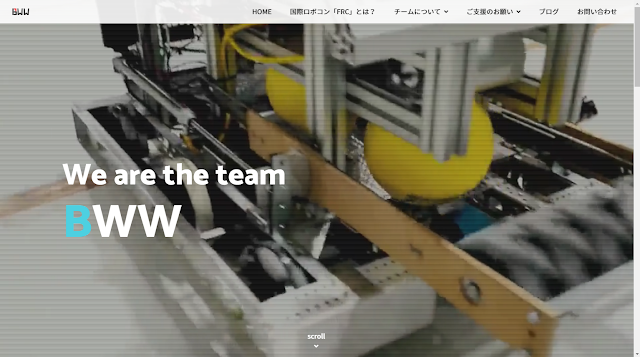 BWW
HOME
国際ロボコン「FRC」とは？
チームについて
ご支援のお願い
ブログ
お問い合わせ
We are the team
BWW
scroll